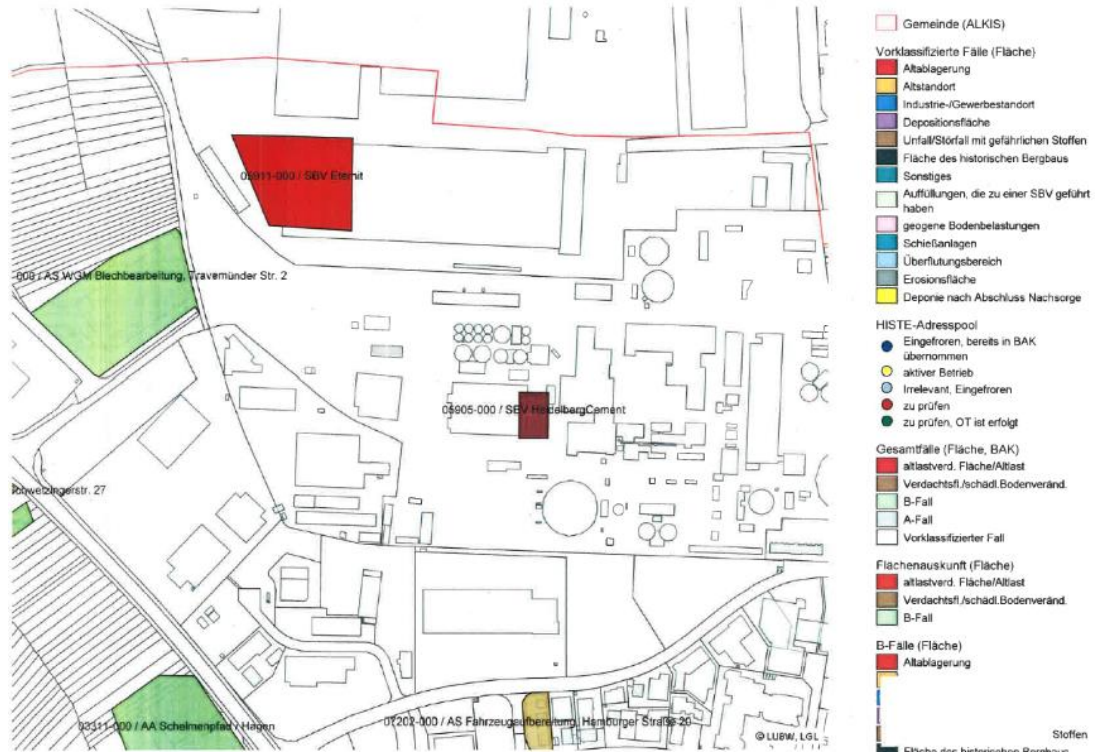 05911-000 / SBV Eternit
000 / AS WGM Blechbearbeitung, Travemünder Str. 2
05905-000 / SBV HeidelbergCement
Schwetzingerstr. 27
03311-000 / AA Schelmenpfad / Hagen
07202-000 / AS Fahrzeugaufbereitung, Hamburger Straße 20
© LUBW, LGL
Gemeinde (ALKIS)
Vorklassifizierte Fälle (Fläche)
Altablagerung
Altstandort
Industrie-/Gewerbestandort
Depositionsfläche
Unfall/Störfall mit gefährlichen Stoffen
Fläche des historischen Bergbaus
Sonstiges
Auffüllungen, die zu einer SBV geführt
haben
geogene Bodenbelastungen
Schießanlagen
Überflutungsbereich
Erosionsfläche
Deponie nach Abschluss Nachsorge
HISTE-Adresspool
Eingefroren, bereits in BAK
übernommen
aktiver Betrieb
Irrelevant, Eingefroren
zu prüfen
zu prüfen, OT ist erfolgt
Gesamtfälle (Fläche, BAK)
altlastverd. Fläche/Altlast
Verdachtsfl./schädl.Bodenveränd.
B-Fall
A-Fall
Vorklassifizierter Fall
Flächenauskunft (Fläche)
altlastverd. Fläche/Altlast
Verdachtsfl./schädl.Bodenveränd.
B-Fall
B-Fälle (Fläche)
Altablagerung
Stoffen
Fläche des historischen Bergbaus